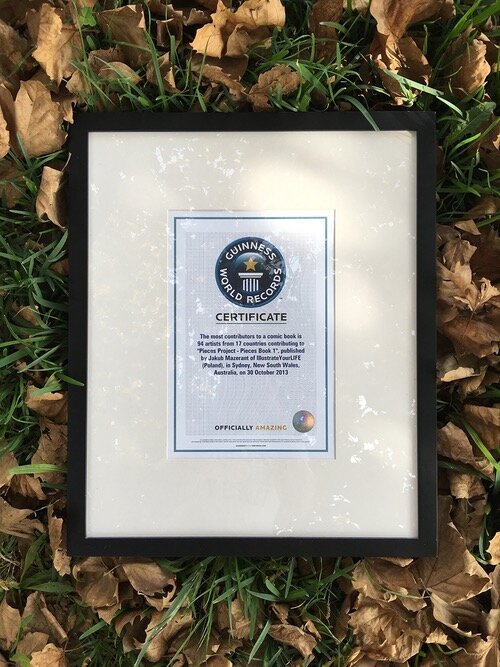 GUINNESS
WORLD RECORDS
CERTIFICATE
The most contributors to a comic book is
94 artists from 17 countries contributing to
"Pieces Project - Pieces Book 1", published
by Jakub Mazerant of IllustrateYourLIFE
(Poland), in Sydney, New South Wales,
Australia, on 30 October 2013
OFFICIALLY AMAZING